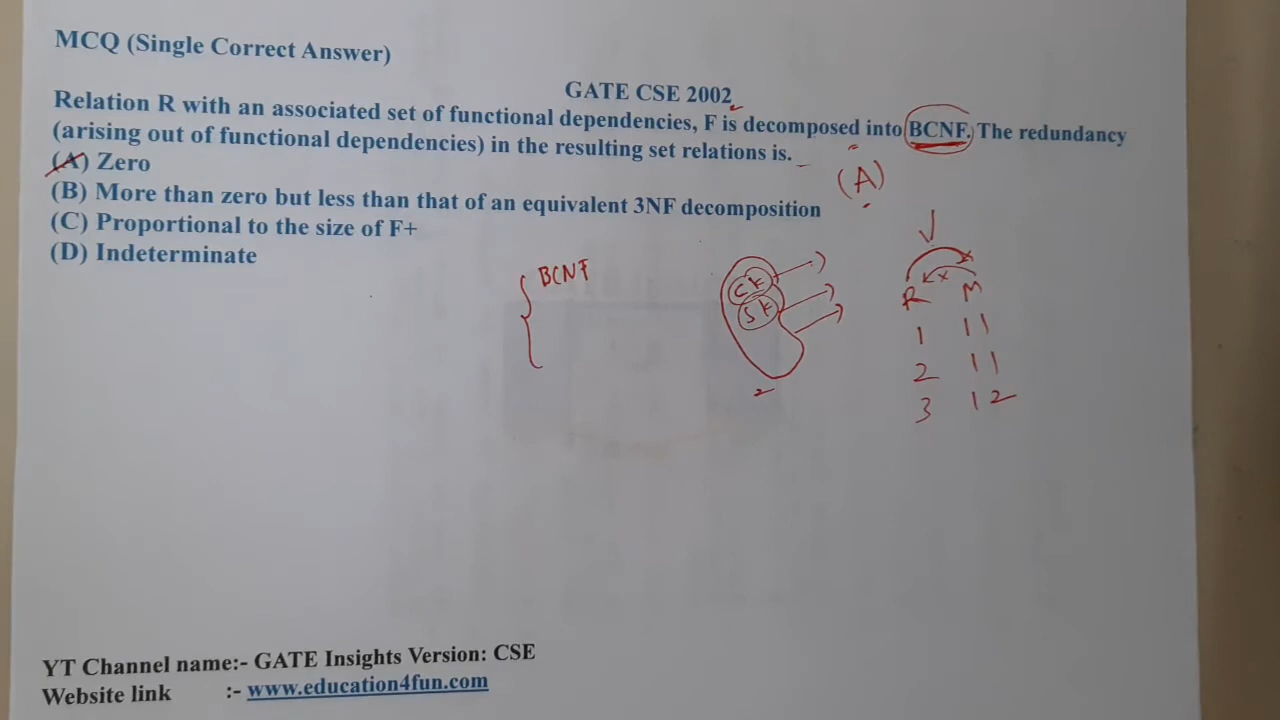 MCQ (Single Correct Answer)
GATE CSE 2002
Relation R with an associated set of functional dependencies, F is decomposed into BCNF. The redundancy
(arising out of functional dependencies) in the resulting set relations is.
(A) Zero
(A)
(B) More than zero but less than that of an equivalent 3NF decomposition
(C) Proportional to the size of F+
(D) Indeterminate
BCNF
CK
SK
R M
1 11
2 11
3 12
YT Channel name:- GATE Insights Version: CSE
Website link :- www.education4fun.com